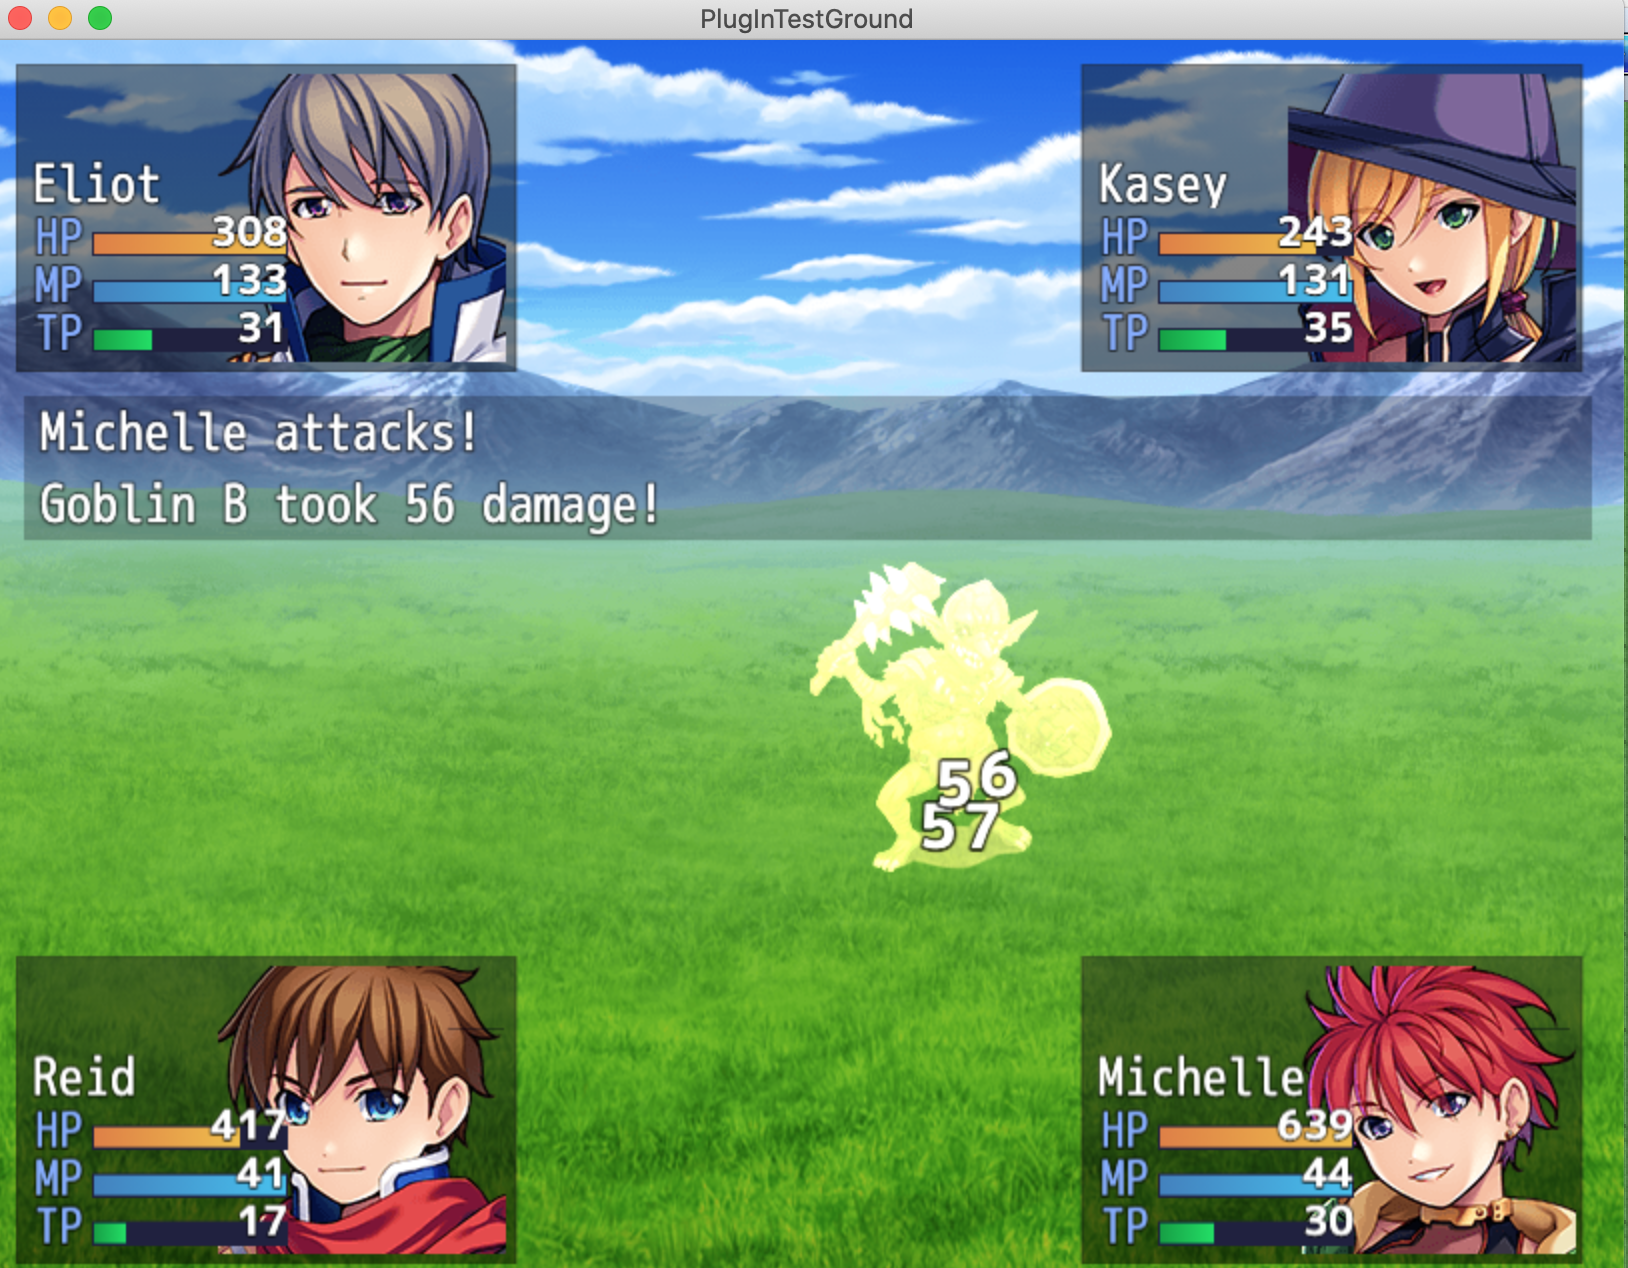 PlugInTestGround
Eliot
HP 308
MP 133
TP 31
Kasey
HP 243
MP 131
TP 35
Michelle attacks!
Goblin B took 56 damage!
56
57
Reid
HP 417
MP 41
TP 17
Michelle
HP 639
MP 44
TP 30